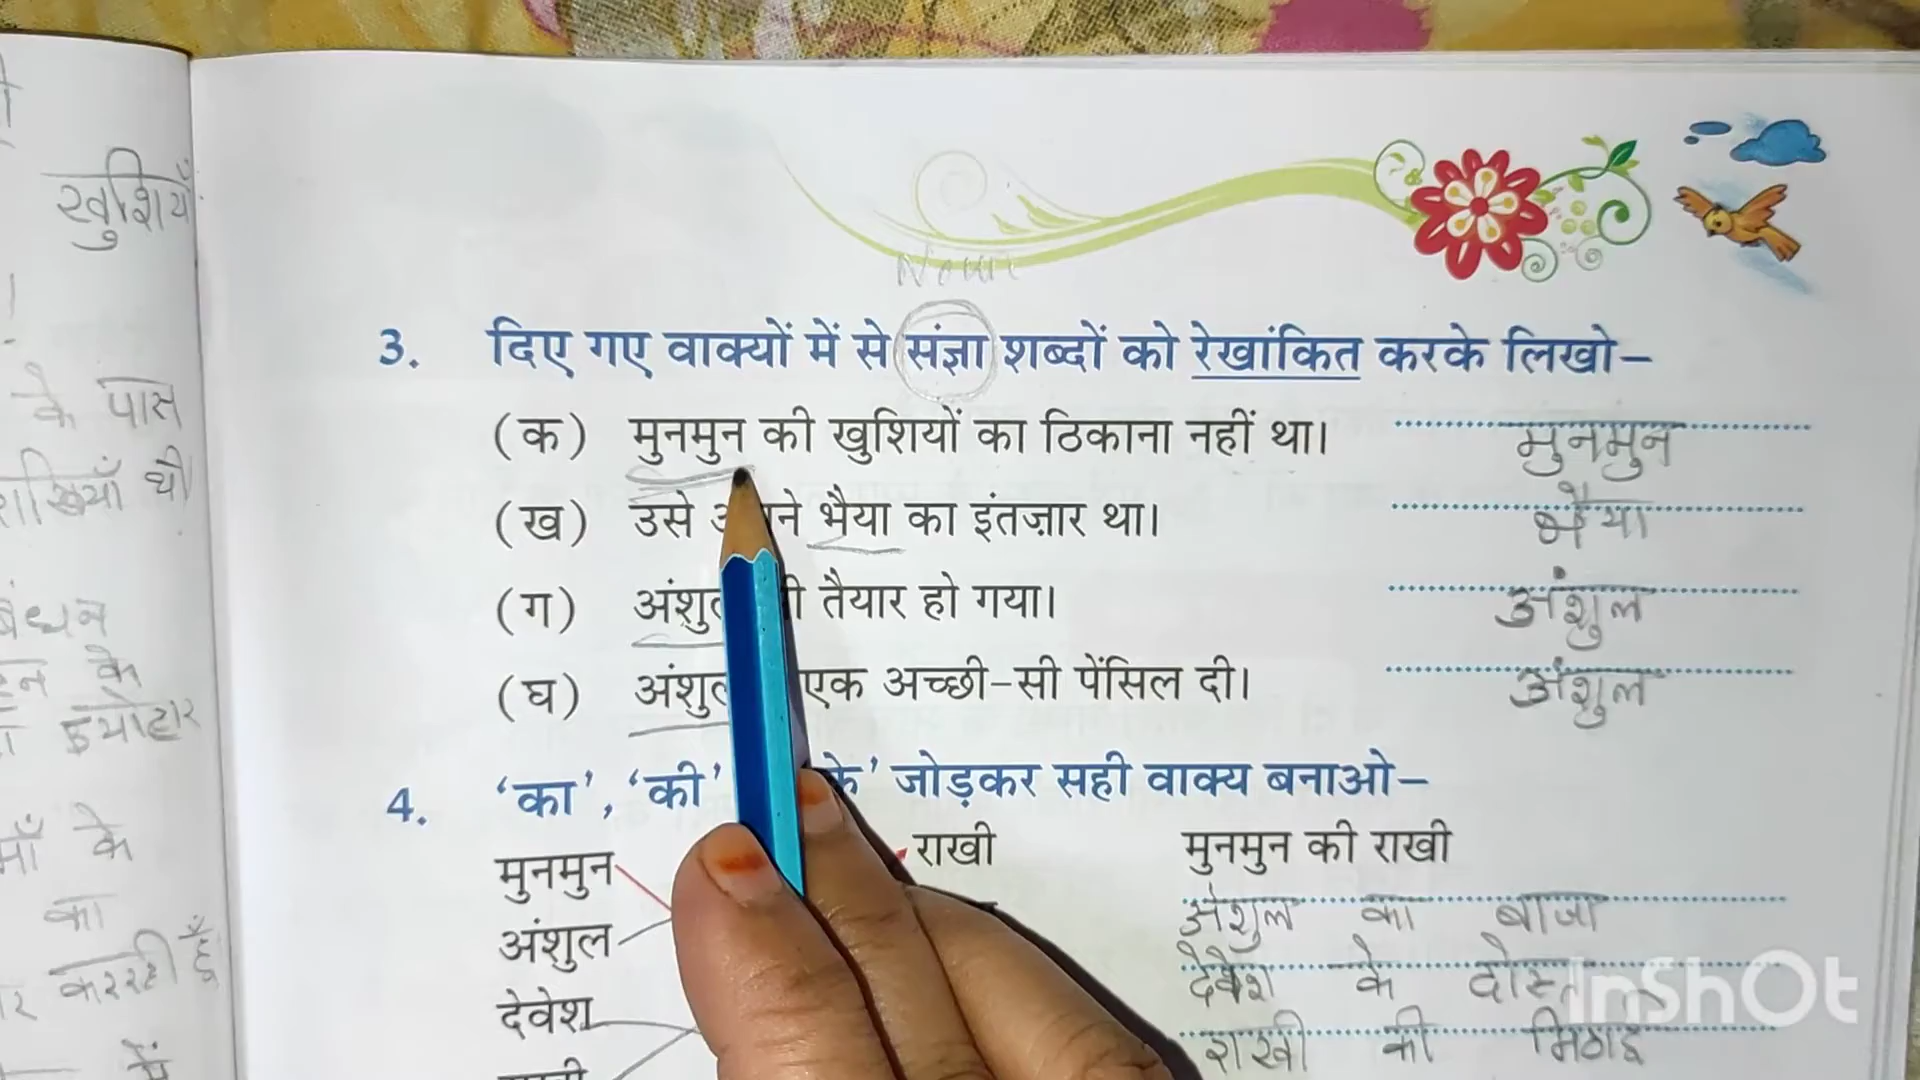 खुशियाँ
के पास
Noun
3. दिए गए वाक्यों में से संज्ञा शब्दों को रेखांकित करके लिखो–
(क) मुनमुन की खुशियों का ठिकाना नहीं था। मुनमुन
(ख) उसे भैया का इंतज़ार था। भैया
(ग) तैयार हो गया। अंशुल
(घ) एक अच्छी-सी पेंसिल दी। अंशुल
4. 'का', 'की' के' जोड़कर सही वाक्य बनाओ–
मुनमुन राखी मुनमुन की राखी
अंशुल अंशुल का बाजा
देवेश देवेश के दोस्त
राखी की मिठाई
माँ के
का
में
InShOt